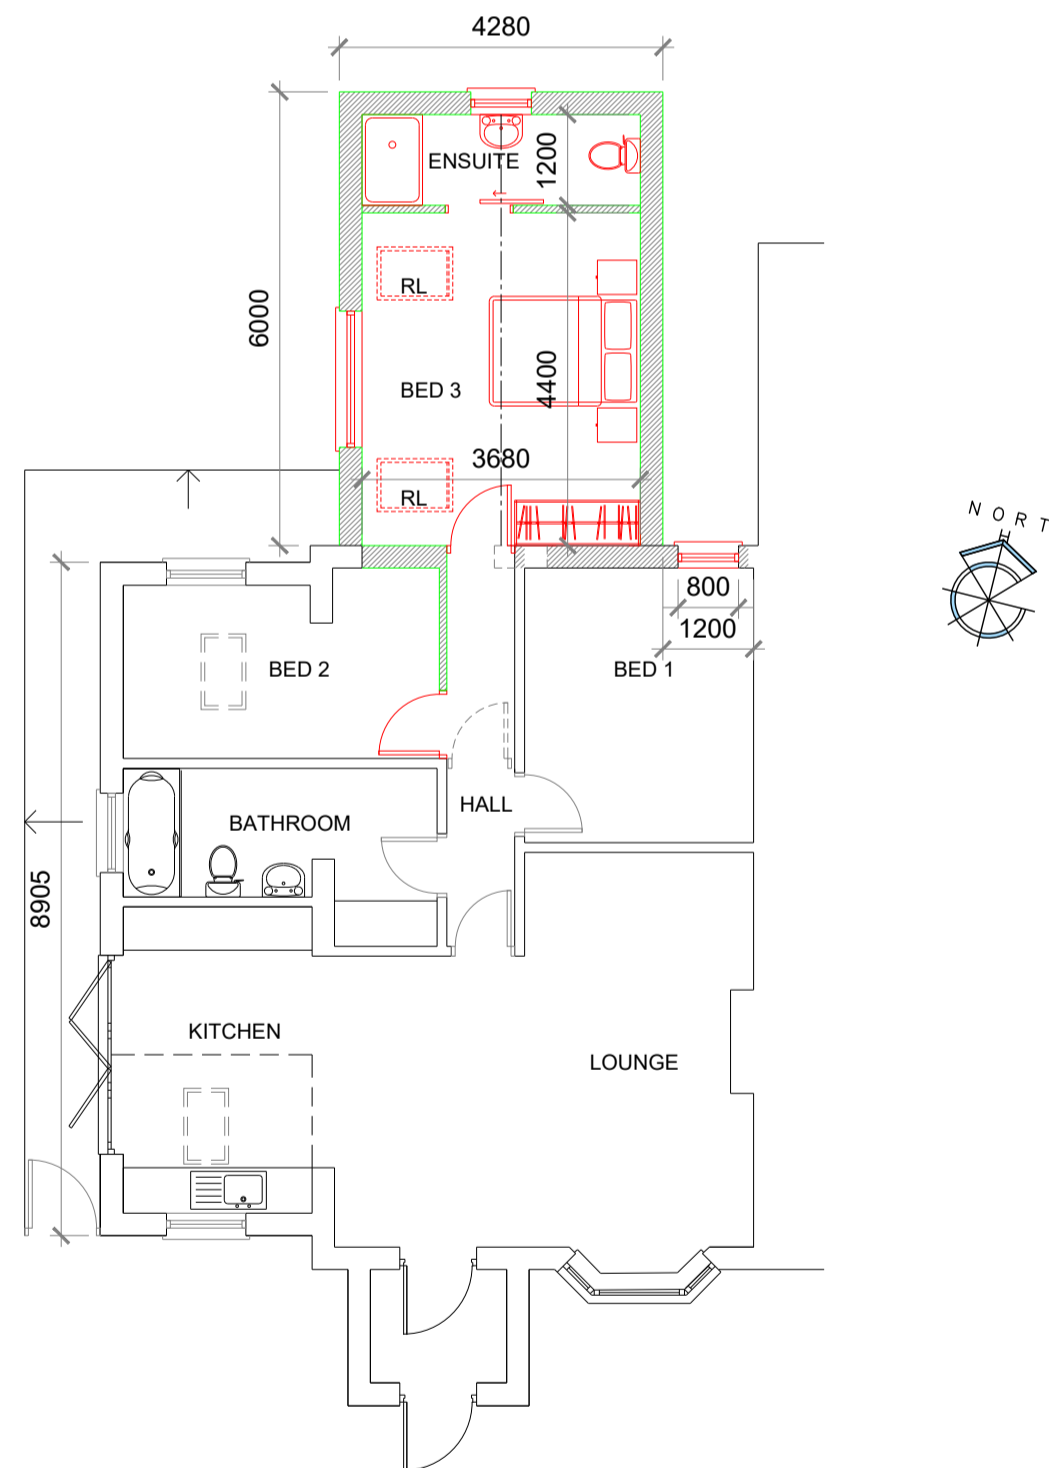 4280
ENSUITE
1200
RL
6000
BED 3
4400
3680
RL
NORT
800
1200
BED 2
BED 1
HALL
BATHROOM
8905
KITCHEN
LOUNGE